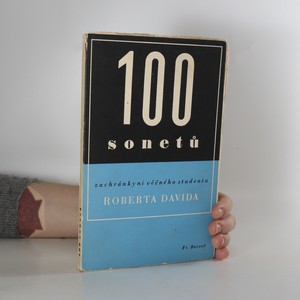 100
sonetů
zachránkyni věčného studenta
ROBERTA DAVIDA
Fr. Borový